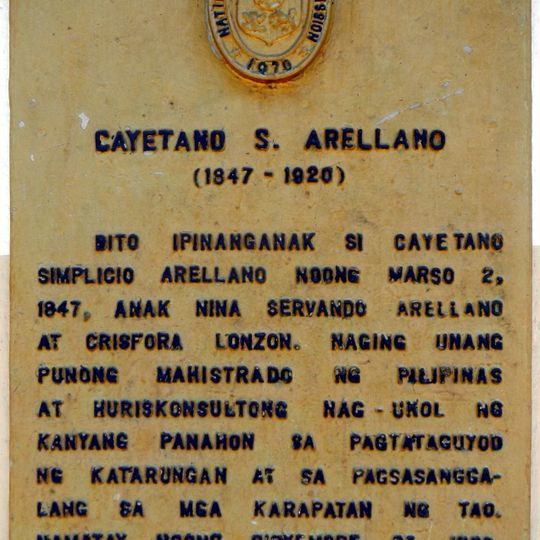 1970
CAYETANO S. ARELLANO
(1847 - 1920)
DITO IPINANGANAK SI CAYETANO
SIMPLICIO ARELLANO NOONG MARSO 2,
1847, ANAK NINA SERVANDO ARELLANO
AT CRISFORA LONZON. NAGING UNANG
PUNONG MAHISTRADO NG PILIPINAS
AT HURISKONSULTONG NAG-UKOL NG
KANYANG PANAHON SA PAGTATAGUYOD
NG KATARUNGAN AT SA PAGSASANGGA-
LANG SA MGA KARAPATAN NG TAO.
NAMATAY NOONG